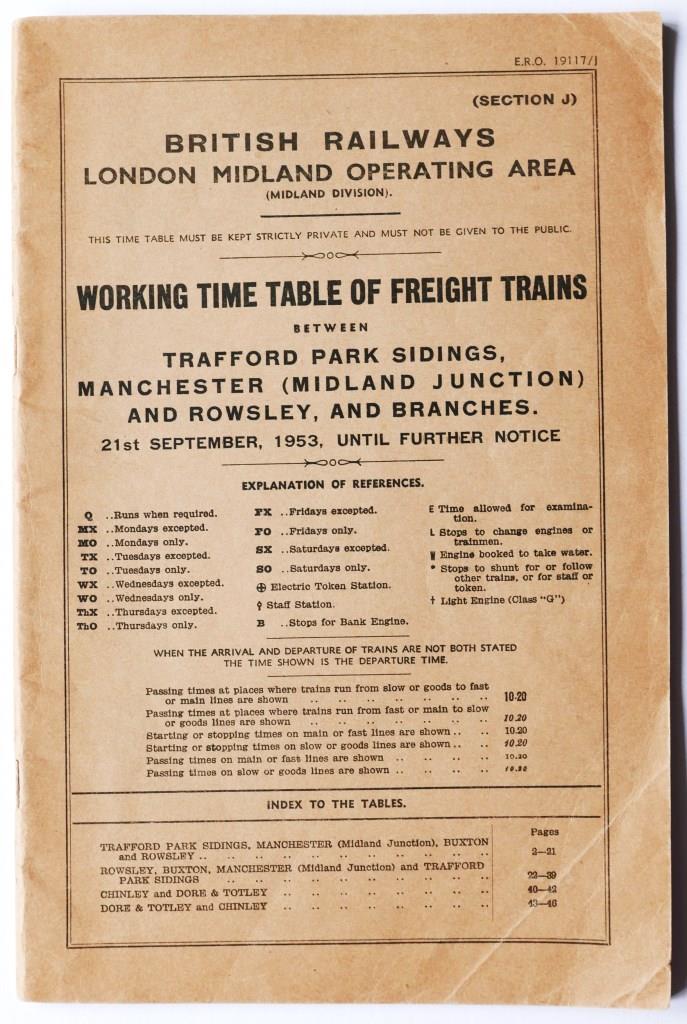 E.R.O. 19117/J
(SECTION J)
BRITISH RAILWAYS
LONDON MIDLAND OPERATING AREA
(MIDLAND DIVISION).
THIS TIME TABLE MUST BE KEPT STRICTLY PRIVATE AND MUST NOT BE GIVEN TO THE PUBLIC.
WORKING TIME TABLE OF FREIGHT TRAINS
BETWEEN
TRAFFORD PARK SIDINGS,
MANCHESTER (MIDLAND JUNCTION)
AND ROWSLEY, AND BRANCHES.
21st SEPTEMBER, 1953, UNTIL FURTHER NOTICE
EXPLANATION OF REFERENCES.
Q ..Runs when required.
MX ..Mondays excepted.
MO ..Mondays only.
TX ..Tuesdays excepted.
TO ..Tuesdays only.
WX ..Wednesdays excepted.
WO ..Wednesdays only.
ThX ..Thursdays excepted.
ThO ..Thursdays only.
FX ..Fridays excepted.
FO ..Fridays only.
SX ..Saturdays excepted.
SO ..Saturdays only.
⊕ Electric Token Station.
⚲ Staff Station.
B ..Stops for Bank Engine.
E Time allowed for examina-
tion.
L Stops to change engines or
trainmen.
W Engine booked to take water.
* Stops to shunt for or follow
other trains, or for staff or
token.
† Light Engine (Class "G")
WHEN THE ARRIVAL AND DEPARTURE OF TRAINS ARE NOT BOTH STATED
THE TIME SHOWN IS THE DEPARTURE TIME.
Passing times at places where trains run from slow or goods to fast
or main lines are shown .. .. .. .. .. .. 10.20
Passing times at places where trains run from fast or main to slow
or goods lines are shown .. .. .. .. .. .. 10.20
Starting or stopping times on main or fast lines are shown .. .. 10.20
Starting or stopping times on slow or goods lines are shown .. .. 10.20
Passing times on main or fast lines are shown .. .. .. .. 10.20
Passing times on slow or goods lines are shown .. .. .. .. 10.20
INDEX TO THE TABLES.
Pages
TRAFFORD PARK SIDINGS, MANCHESTER (Midland Junction), BUXTON
and ROWSLEY .. .. .. .. .. .. .. .. .. .. .. 2—21
ROWSLEY, BUXTON, MANCHESTER (Midland Junction) and TRAFFORD
PARK SIDINGS .. .. .. .. .. .. .. .. .. .. .. 22—39
CHINLEY and DORE & TOTLEY .. .. .. .. .. .. .. .. 40—42
DORE & TOTLEY and CHINLEY .. .. .. .. .. .. .. .. 43—46